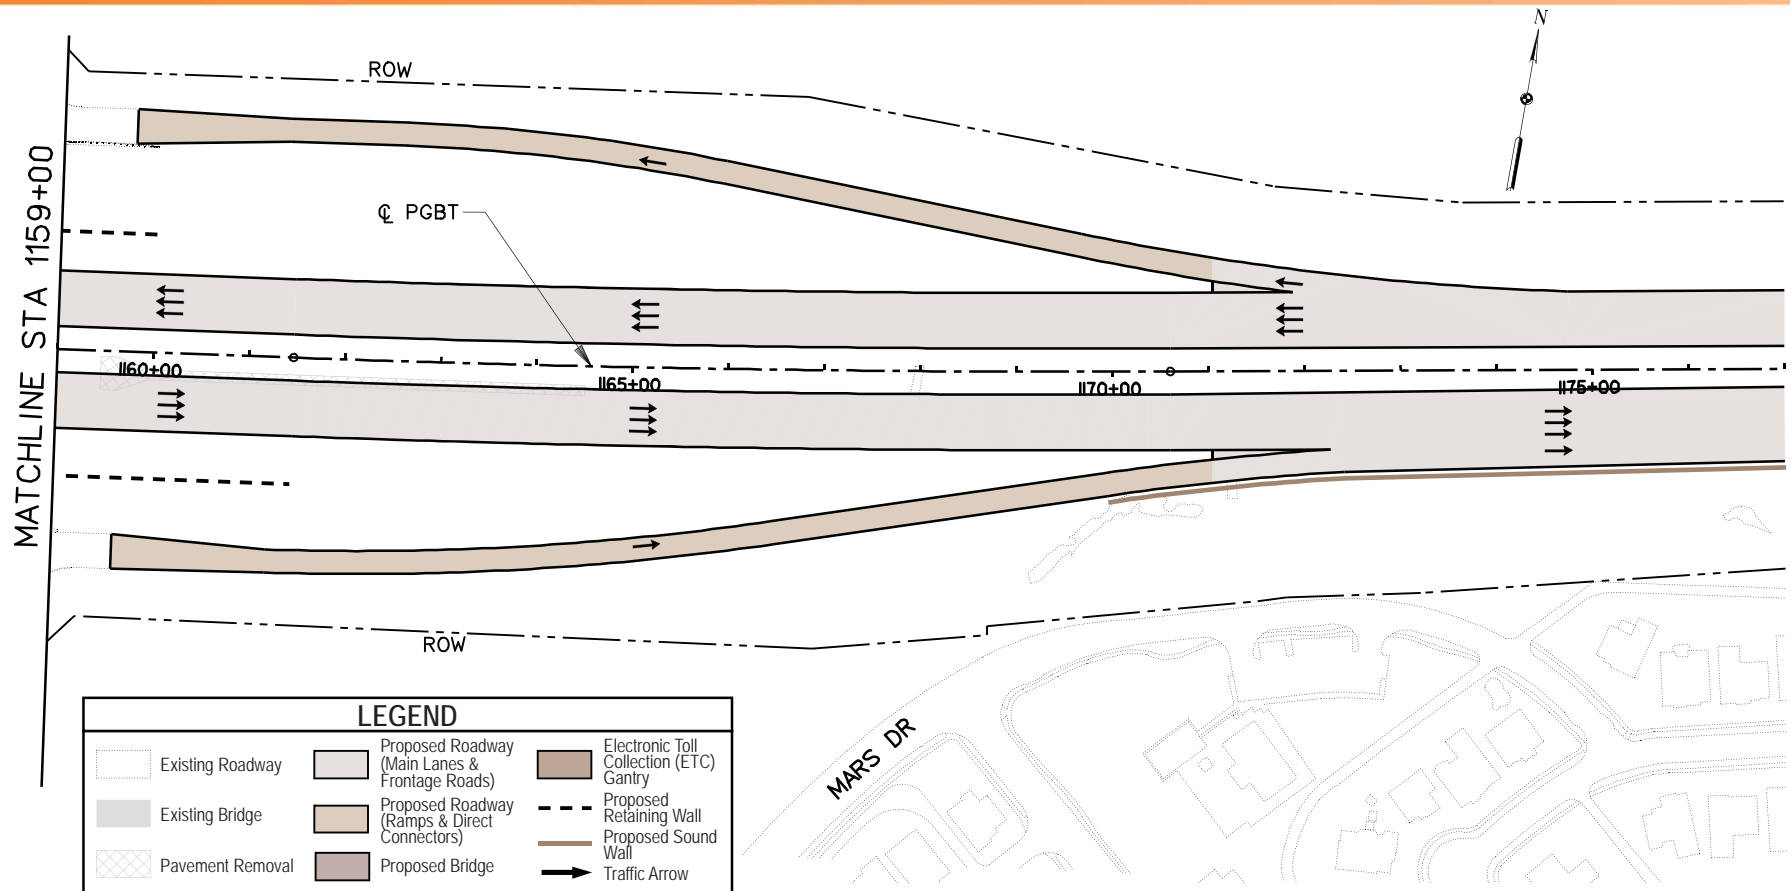 N
ROW
MATCHLINE STA 1159+00
℄ PGBT
1160+00
1165+00
1170+00
1175+00
ROW
MARS DR
LEGEND
Existing Roadway
Existing Bridge
Pavement Removal
Proposed Roadway
(Main Lanes &
Frontage Roads)
Proposed Roadway
(Ramps & Direct
Connectors)
Proposed Bridge
Electronic Toll
Collection (ETC)
Gantry
Proposed
Retaining Wall
Proposed Sound
Wall
Traffic Arrow